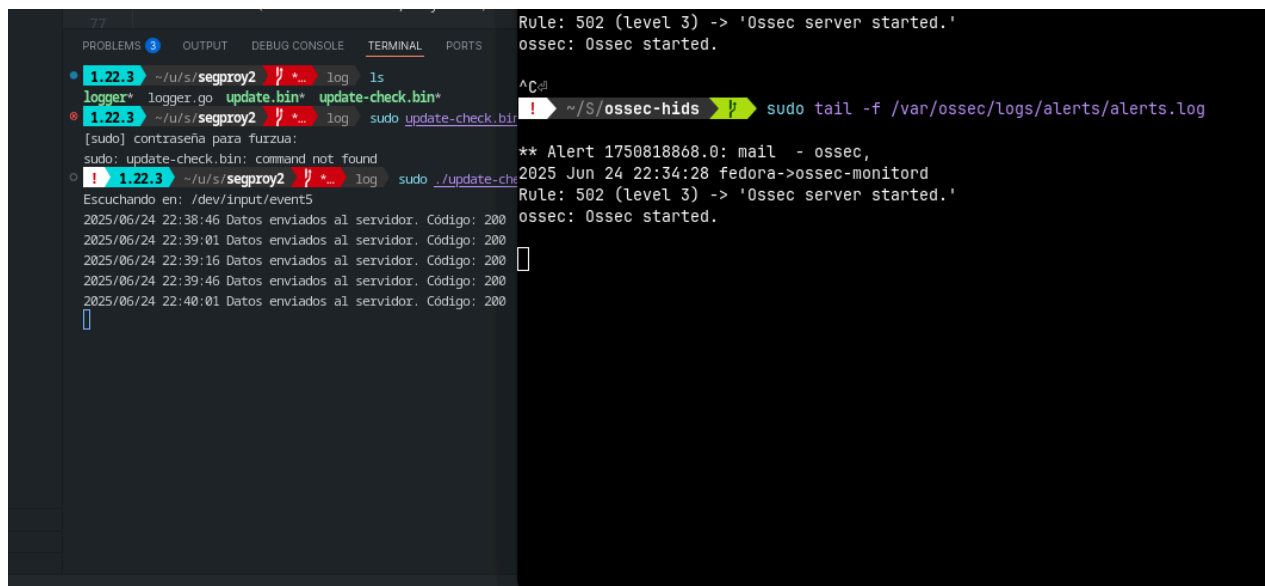 77
PROBLEMS 3 OUTPUT DEBUG CONSOLE TERMINAL PORTS
1.22.3 ~/u/s/segproy2 *… log ls
logger* logger.go update.bin* update-check.bin*
1.22.3 ~/u/s/segproy2 *… log sudo update-check.bin
[sudo] contraseña para furzua:
sudo: update-check.bin: command not found
! 1.22.3 ~/u/s/segproy2 *… log sudo ./update-che
Escuchando en: /dev/input/event5
2025/06/24 22:38:46 Datos enviados al servidor. Código: 200
2025/06/24 22:39:01 Datos enviados al servidor. Código: 200
2025/06/24 22:39:16 Datos enviados al servidor. Código: 200
2025/06/24 22:39:46 Datos enviados al servidor. Código: 200
2025/06/24 22:40:01 Datos enviados al servidor. Código: 200
Rule: 502 (level 3) -> 'Ossec server started.'
ossec: Ossec started.
^C⏎
! ~/S/ossec-hids sudo tail -f /var/ossec/logs/alerts/alerts.log
** Alert 1750818868.0: mail - ossec,
2025 Jun 24 22:34:28 fedora->ossec-monitord
Rule: 502 (level 3) -> 'Ossec server started.'
ossec: Ossec started.